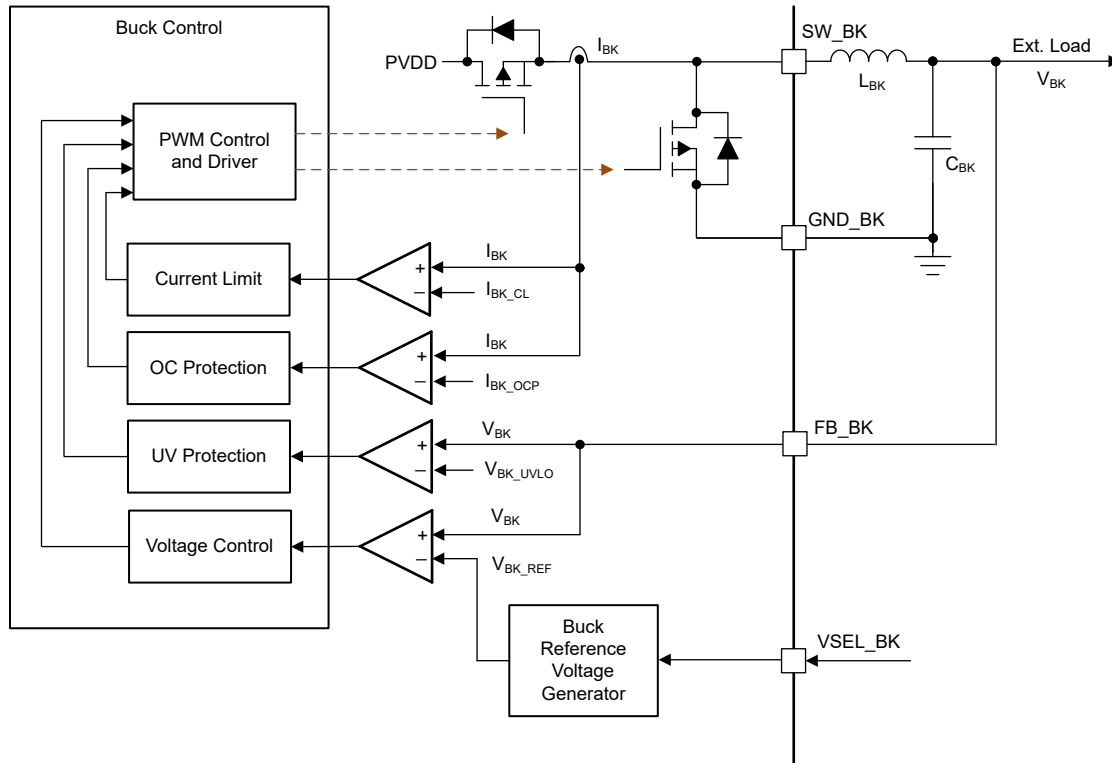 Buck Control
PWM Control
and Driver
Current Limit
OC Protection
UV Protection
Voltage Control
PVDD
I_BK
SW_BK
L_BK
Ext. Load
V_BK
C_BK
GND_BK
+
I_BK
−
I_BK_CL
+
I_BK
−
I_BK_OCP
FB_BK
+
V_BK
−
V_BK_UVLO
+
V_BK
−
V_BK_REF
Buck
Reference
Voltage
Generator
VSEL_BK